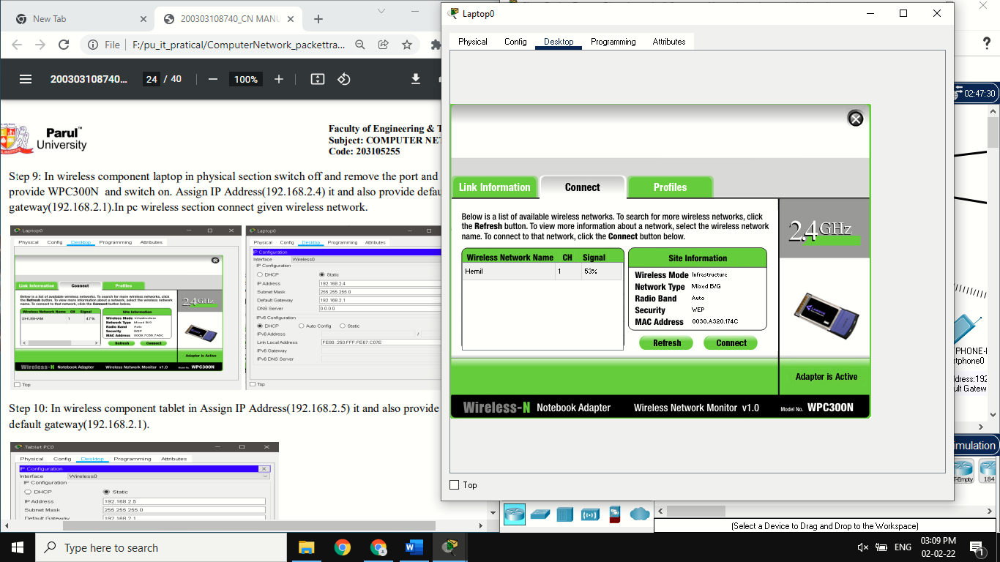 New Tab
200303108740_CN MANU
File
F:/pu_it_pratical/ComputerNetwork_packettra...
200303108740...
24 / 40
100%
Parul™
University
Faculty of Engineering & T
Subject: COMPUTER NET
Code: 203105255
Step 9: In wireless component laptop in physical section switch off and remove the port and
provide WPC300N and switch on. Assign IP Address(192.168.2.4) it and also provide defau
gateway(192.168.2.1).In pc wireless section connect given wireless network.
Laptop0
Physical Config Desktop Programming Attributes
Link Information Connect Profiles
Below is a list of available wireless networks. To search for more wireless networks, click
the Refresh button. To view more information about a network, select the wireless network
name. To connect to that network, click the Connect button below.
Wireless Network Name CH Signal
SHUBHAM 1 47%
Site Information
Wireless Mode Infrastructure
Network Type Mixed B/G
Radio Band Auto
Security WEP
MAC Address
Refresh Connect
2.4GHz
Adapter is Active
Wireless-N Notebook Adapter Wireless Network Monitor v1.0 Model No. WPC300N
Top
Laptop0
Physical Config Desktop Programming Attributes
IP Configuration
Interface Wireless0
IP Configuration
DHCP Static
IP Address 192.168.2.4
Subnet Mask 255.255.255.0
Default Gateway 192.168.2.1
DNS Server 0.0.0.0
IPv6 Configuration
DHCP Auto Config Static
IPv6 Address /
Link Local Address FE80::250:FFF:FE67:C07E
IPv6 Gateway
IPv6 DNS Server
Top
Step 10: In wireless component tablet in Assign IP Address(192.168.2.5) it and also provide
default gateway(192.168.2.1).
Tablet PC0
Physical Config Desktop Programming Attributes
IP Configuration X
Interface Wireless0
IP Configuration
DHCP Static
IP Address 192.168.2.5
Subnet Mask 255.255.255.0
Default Gateway 192.168.2.1
Laptop0
Physical Config Desktop Programming Attributes
Link Information Connect Profiles
Below is a list of available wireless networks. To search for more wireless networks, click
the Refresh button. To view more information about a network, select the wireless network
name. To connect to that network, click the Connect button below.
Wireless Network Name CH Signal
Hemil 1 53%
Site Information
Wireless Mode Infrastructure
Network Type Mixed B/G
Radio Band Auto
Security WEP
MAC Address 0030.A320.174C
Refresh Connect
2.4GHz
Adapter is Active
Wireless-N Notebook Adapter Wireless Network Monitor v1.0 Model No. WPC300N
Top
?
02:47:30
PHONE-
rtphone0
dress:192
ult Gatew
imulation
T-Empty 184
(Select a Device to Drag and Drop to the Workspace)
Type here to search
ENG
03:09 PM
02-02-22
1